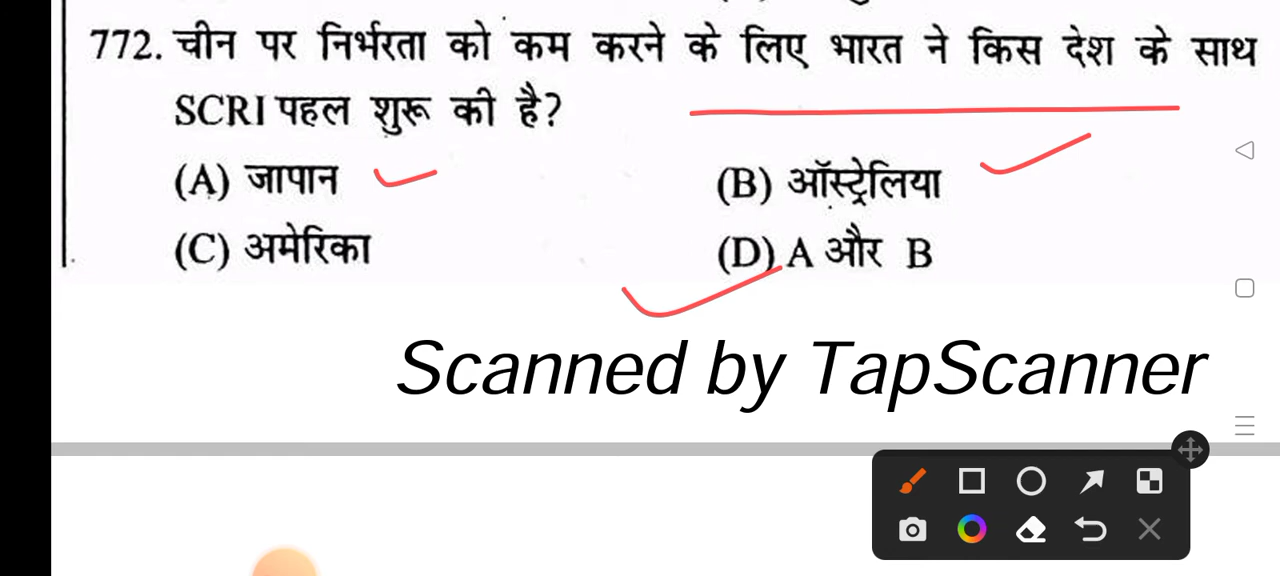 772. चीन पर निर्भरता को कम करने के लिए भारत ने किस देश के साथ
SCRI पहल शुरू की है?
(A) जापान
(B) ऑस्ट्रेलिया
(C) अमेरिका
(D) A और B
Scanned by TapScanner